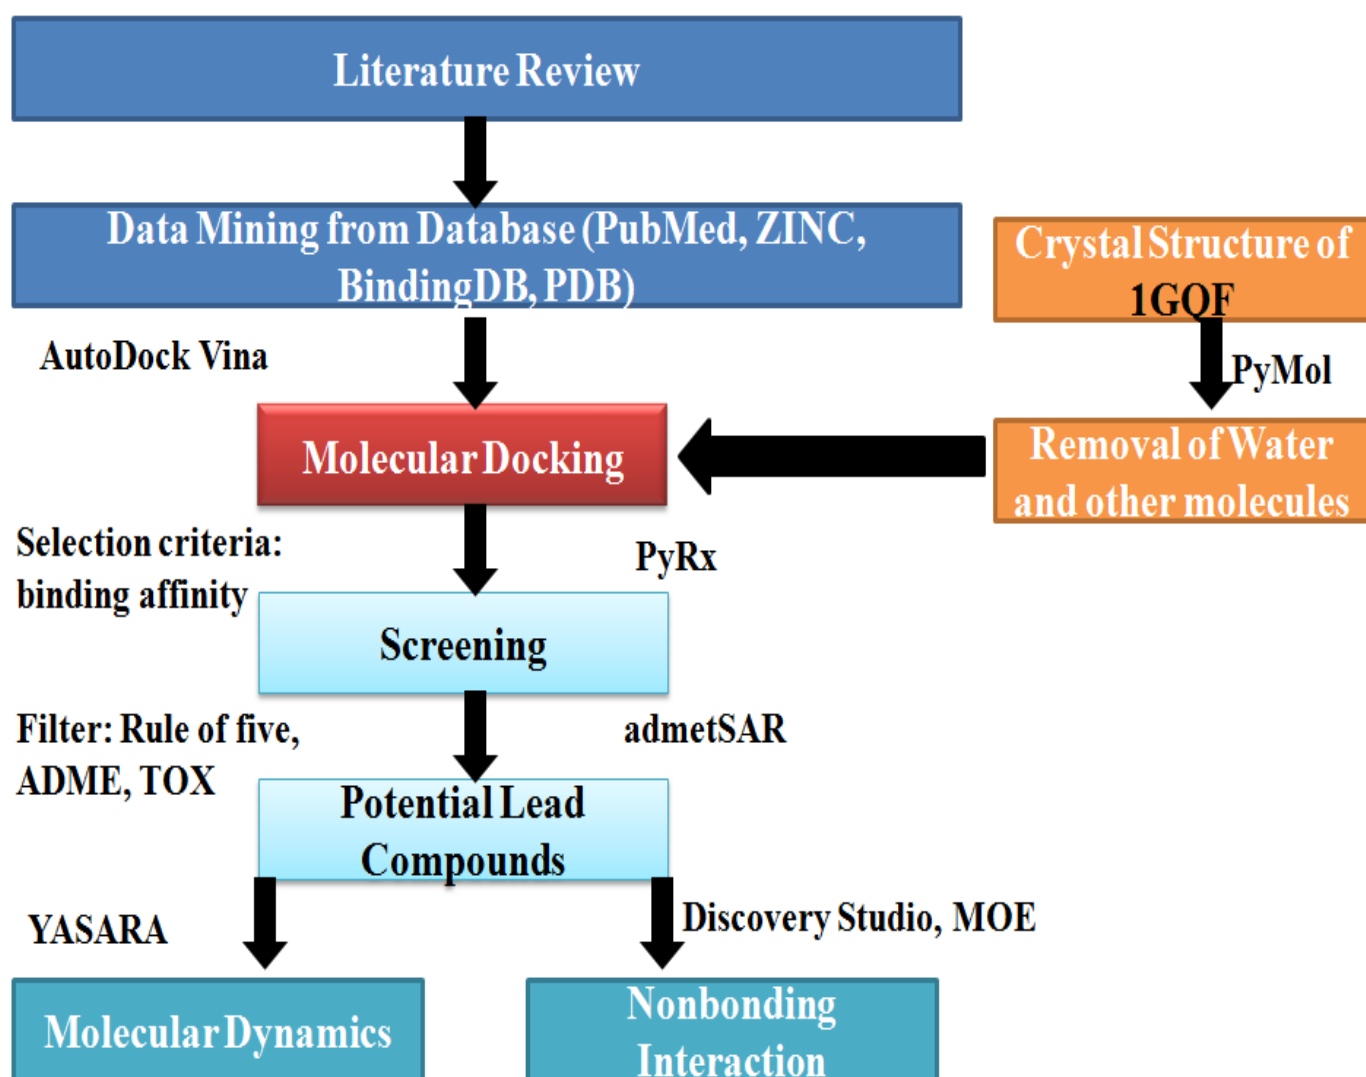 Literature Review
Data Mining from Database (PubMed, ZINC,
BindingDB, PDB)
Crystal Structure of
1GQF
AutoDock Vina
PyMol
Molecular Docking
Removal of Water
and other molecules
Selection criteria:
binding affinity
PyRx
Screening
Filter: Rule of five,
ADME, TOX
admetSAR
Potential Lead
Compounds
YASARA
Discovery Studio, MOE
Molecular Dynamics
Nonbonding
Interaction